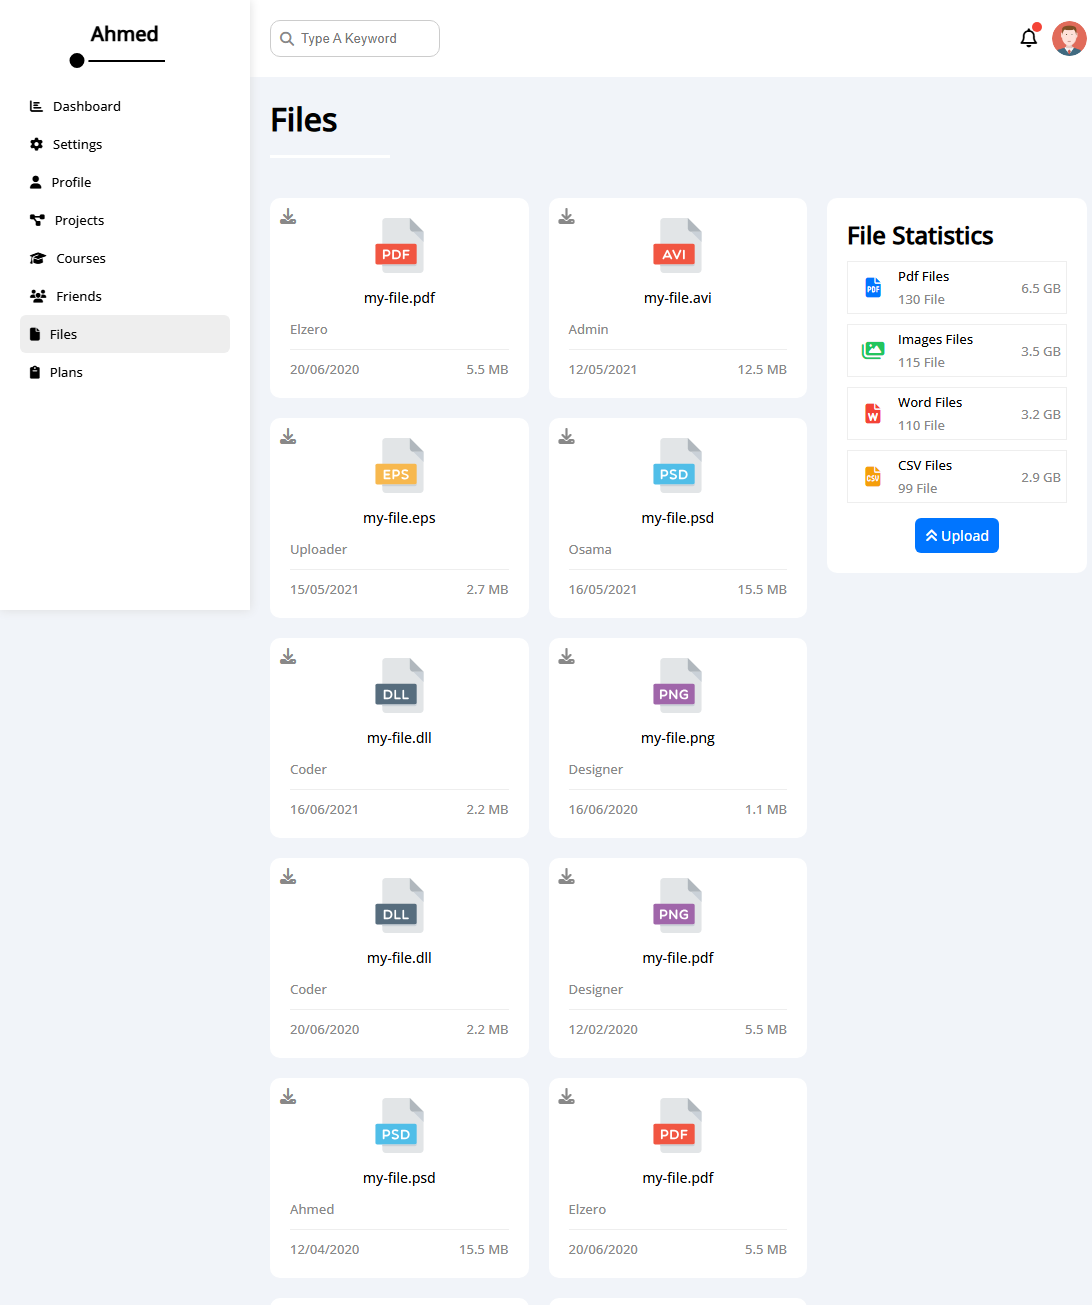 Ahmed
Type A Keyword
Dashboard
Settings
Profile
Projects
Courses
Friends
Files
Plans
Files
PDF
my-file.pdf
Elzero
20/06/2020 5.5 MB
AVI
my-file.avi
Admin
12/05/2021 12.5 MB
EPS
my-file.eps
Uploader
15/05/2021 2.7 MB
PSD
my-file.psd
Osama
16/05/2021 15.5 MB
DLL
my-file.dll
Coder
16/06/2021 2.2 MB
PNG
my-file.png
Designer
16/06/2020 1.1 MB
DLL
my-file.dll
Coder
20/06/2020 2.2 MB
PNG
my-file.pdf
Designer
12/02/2020 5.5 MB
PSD
my-file.psd
Ahmed
12/04/2020 15.5 MB
PDF
my-file.pdf
Elzero
20/06/2020 5.5 MB
File Statistics
PDF
Pdf Files
130 File
6.5 GB
Images Files
115 File
3.5 GB
W
Word Files
110 File
3.2 GB
CSV
CSV Files
99 File
2.9 GB
Upload